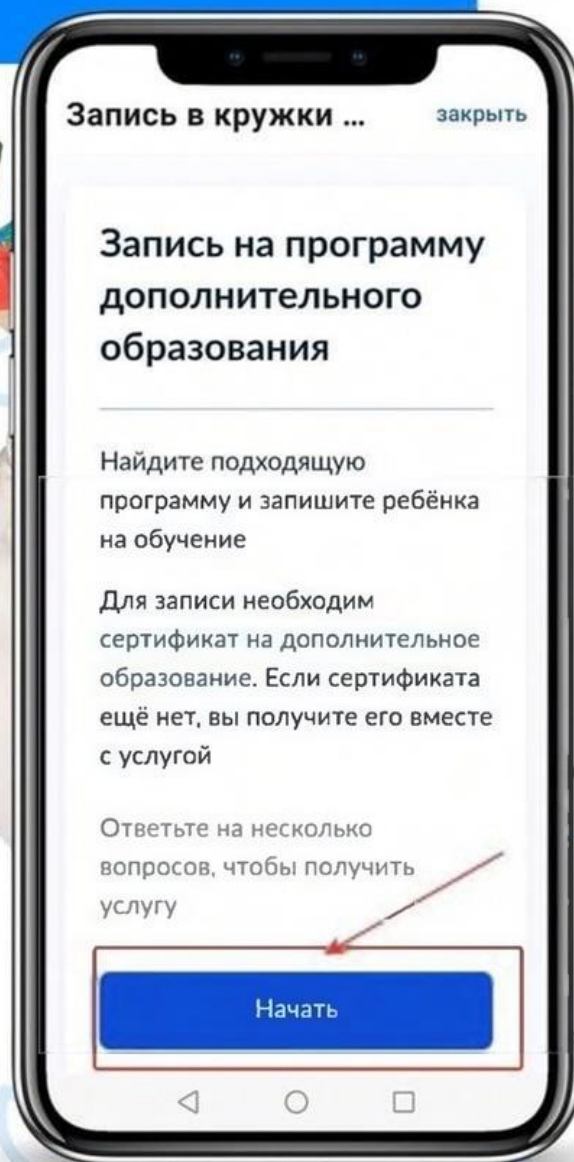 Запись в кружки ...
закрыть
Запись на программу
дополнительного
образования
Найдите подходящую
программу и запишите ребёнка
на обучение
Для записи необходим
сертификат на дополнительное
образование. Если сертификата
ещё нет, вы получите его вместе
с услугой
Ответьте на несколько
вопросов, чтобы получить
услугу
Начать